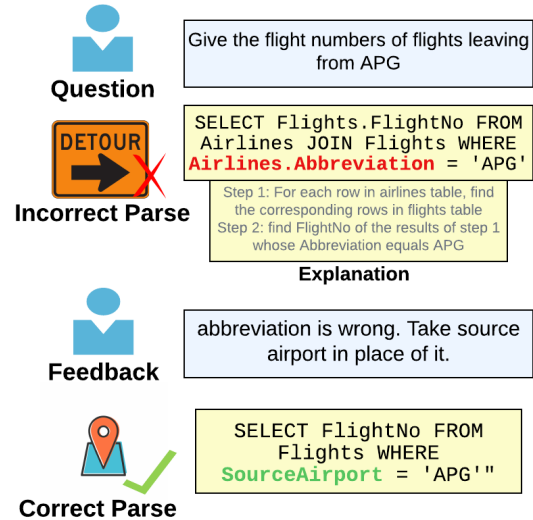 Give the flight numbers of flights leaving
from APG
Question
DETOUR
SELECT Flights.FlightNo FROM
Airlines JOIN Flights WHERE
Airlines.Abbreviation = 'APG'
Incorrect Parse
Step 1: For each row in airlines table, find
the corresponding rows in flights table
Step 2: find FlightNo of the results of step 1
whose Abbreviation equals APG
Explanation
abbreviation is wrong. Take source
airport in place of it.
Feedback
SELECT FlightNo FROM
Flights WHERE
SourceAirport = 'APG'"
Correct Parse